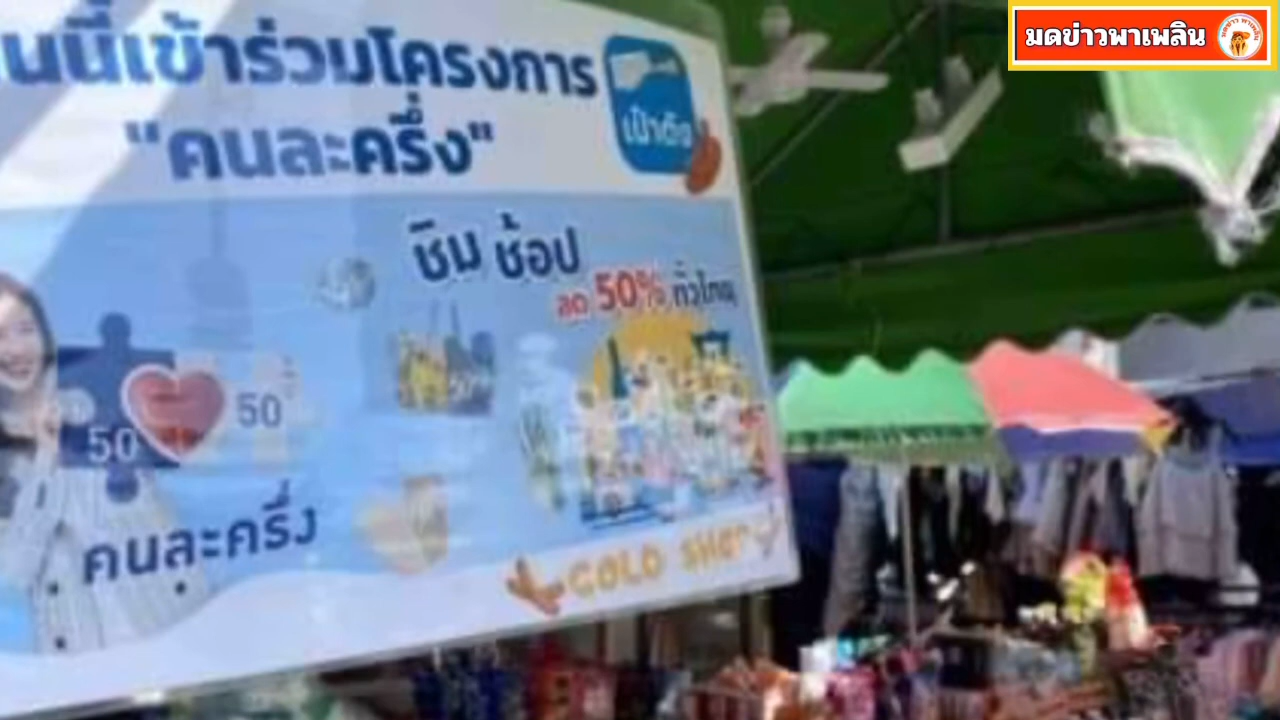 มดข่าวพาเพลิน
นนี้เข้าร่วมโครงการ
"คนละครึ่ง"
เป๋าตัง
ชิม ช้อป
ลด 50% ทั่วไทย
50 50
คนละครึ่ง
GOLD SHOP